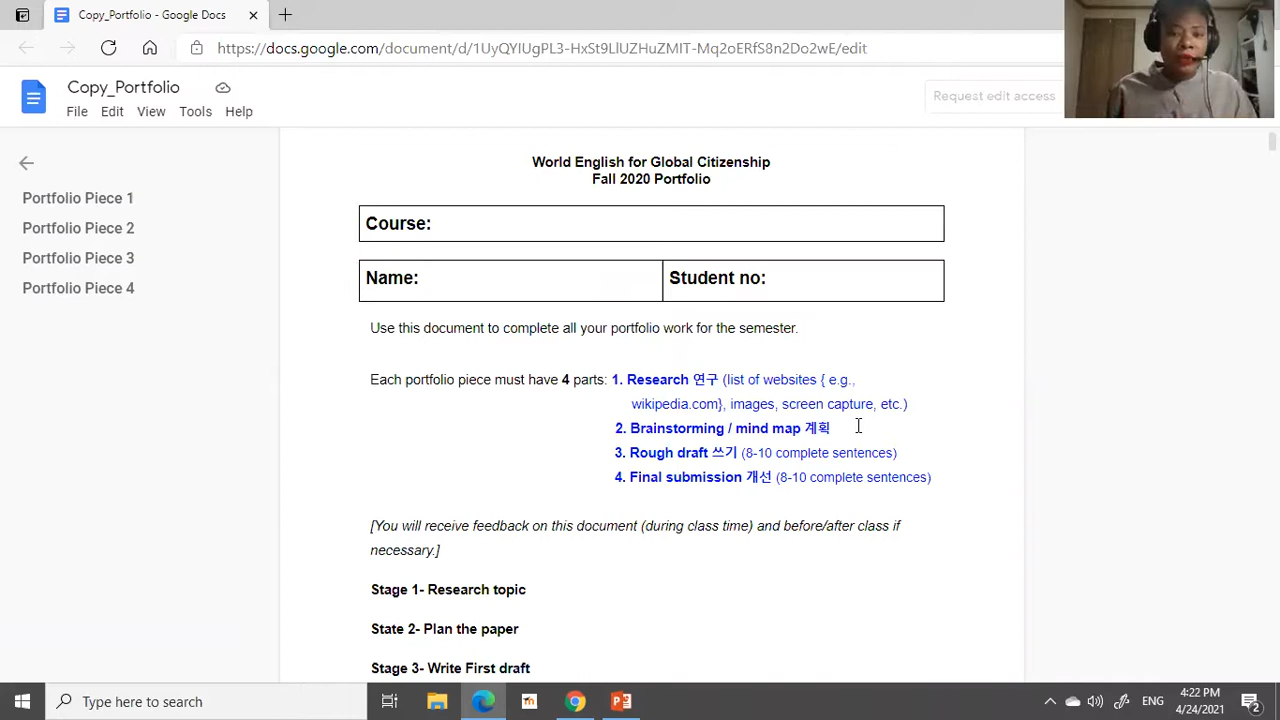 Copy_Portfolio - Google Docs
https://docs.google.com/document/d/1UyQYIUgPL3-HxSt9LlUZHuZMIT-Mq2oERfS8n2Do2wE/edit
Copy_Portfolio
Request edit access
File Edit View Tools Help
Portfolio Piece 1
Portfolio Piece 2
Portfolio Piece 3
Portfolio Piece 4
World English for Global Citizenship
Fall 2020 Portfolio
Course:
Name: Student no:
Use this document to complete all your portfolio work for the semester.
Each portfolio piece must have 4 parts: 1. Research 연구 (list of websites { e.g.,
wikipedia.com}, images, screen capture, etc.)
2. Brainstorming / mind map 계획
3. Rough draft 쓰기 (8-10 complete sentences)
4. Final submission 개선 (8-10 complete sentences)
[You will receive feedback on this document (during class time) and before/after class if
necessary.]
Stage 1- Research topic
State 2- Plan the paper
Stage 3- Write First draft
Type here to search
ENG
4:22 PM
4/24/2021
2